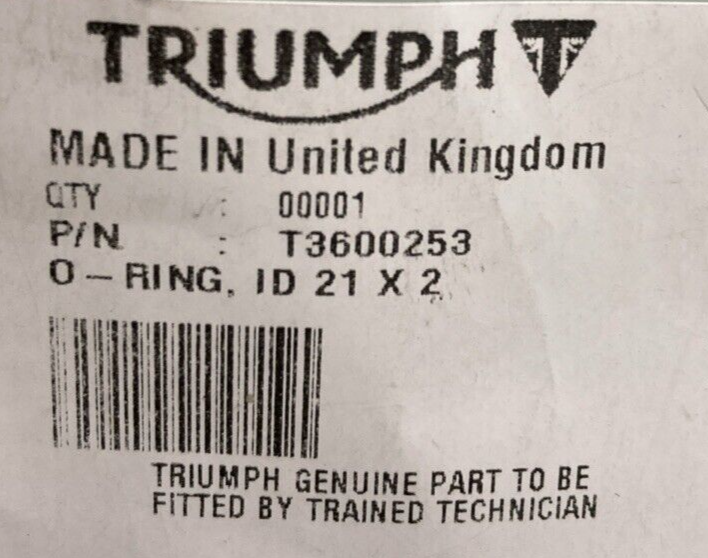 TRIUMPH
MADE IN United Kingdom
QTY : 00001
P/N : T3600253
O-RING, ID 21 X 2
TRIUMPH GENUINE PART TO BE
FITTED BY TRAINED TECHNICIAN